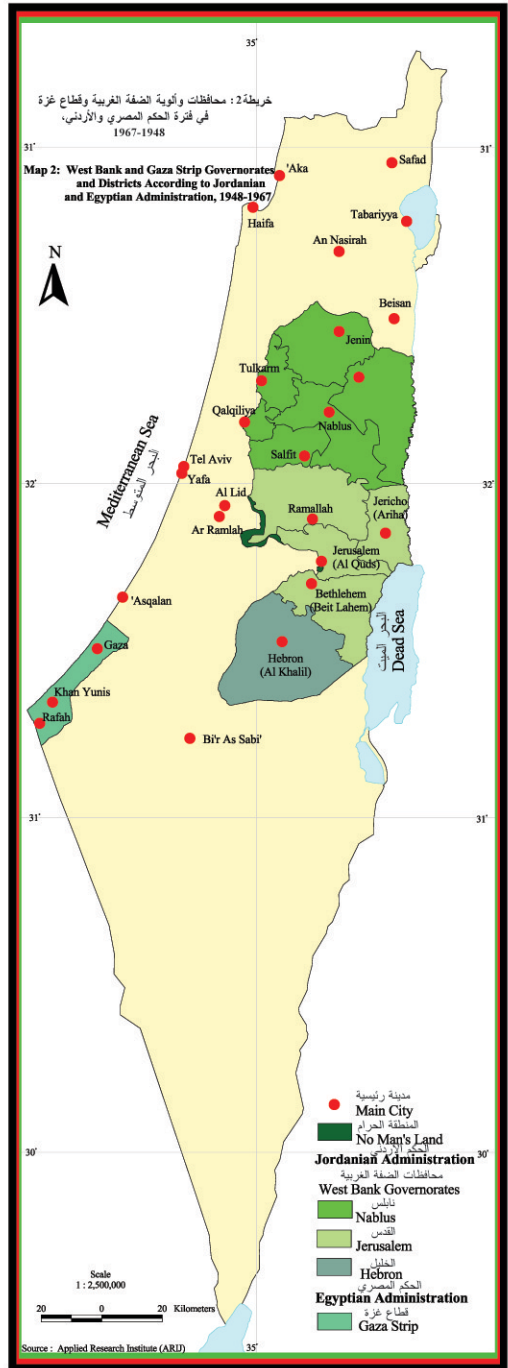 35'
خريطة 2 : محافظات وألوية الضفة الغربية وقطاع غزة
في فترة الحكم المصري والأردني،
1967-1948
Map 2: West Bank and Gaza Strip Governorates
and Districts According to Jordanian
and Egyptian Administration, 1948-1967
31'
31'
'Aka
Safad
Haifa
Tabariyya
An Nasirah
N
Beisan
Jenin
Tulkarm
Qalqiliya
Nablus
Salfit
Mediterranean Sea
البحر المتوسط
Tel Aviv
Yafa
32'
32'
Al Lid
Ar Ramlah
Ramallah
Jericho
(Ariha)
Jerusalem
(Al Quds)
Bethlehem
(Beit Lahem)
'Asqalan
Gaza
Hebron
(Al Khalil)
البحر الميت
Dead Sea
Khan Yunis
Rafah
Bi'r As Sabi'
31'
31'
مدينة رئيسية
Main City
المنطقة الحرام
No Man's Land
30'
30'
الحكم الأردني
Jordanian Administration
محافظات الضفة الغربية
West Bank Governorates
نابلس
Nablus
القدس
Jerusalem
الخليل
Hebron
الحكم المصري
Egyptian Administration
قطاع غزة
Gaza Strip
Scale
1 : 2,500,000
20 0 20 Kilometers
Source : Applied Research Institute (ARIJ)
35'